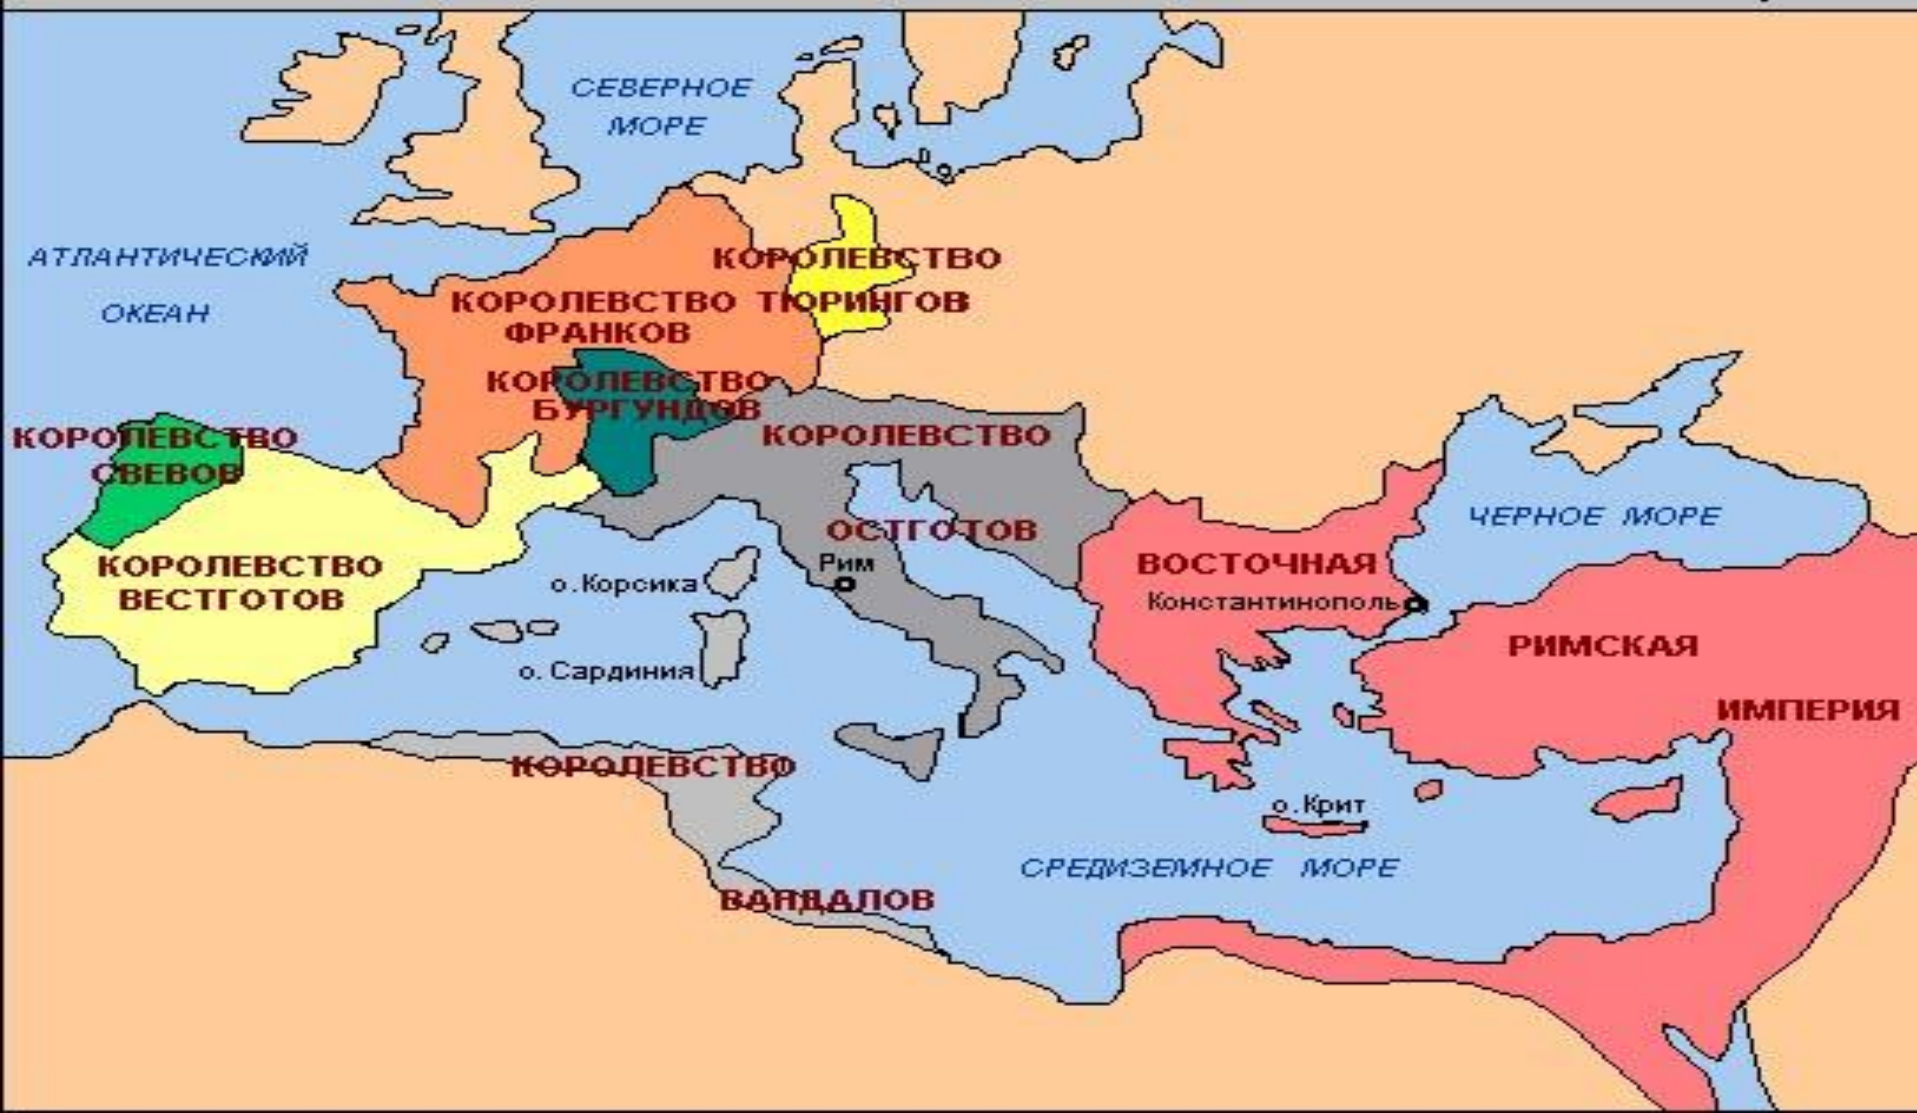 СЕВЕРНОЕ
МОРЕ
АТЛАНТИЧЕСКИЙ
ОКЕАН
КОРОЛЕВСТВО
ТЮРИНГОВ
КОРОЛЕВСТВО
ФРАНКОВ
КОРОЛЕВСТВО
БУРГУНДОВ
КОРОЛЕВСТВО
СВЕВОВ
КОРОЛЕВСТВО
ОСТГОТОВ
ЧЕРНОЕ МОРЕ
КОРОЛЕВСТВО
ВЕСТГОТОВ
о.Корсика
Рим
ВОСТОЧНАЯ
Константинополь
РИМСКАЯ
ИМПЕРИЯ
о. Сардиния
КОРОЛЕВСТВО
ВАНДАЛОВ
о.Крит
СРЕДИЗЕМНОЕ МОРЕ